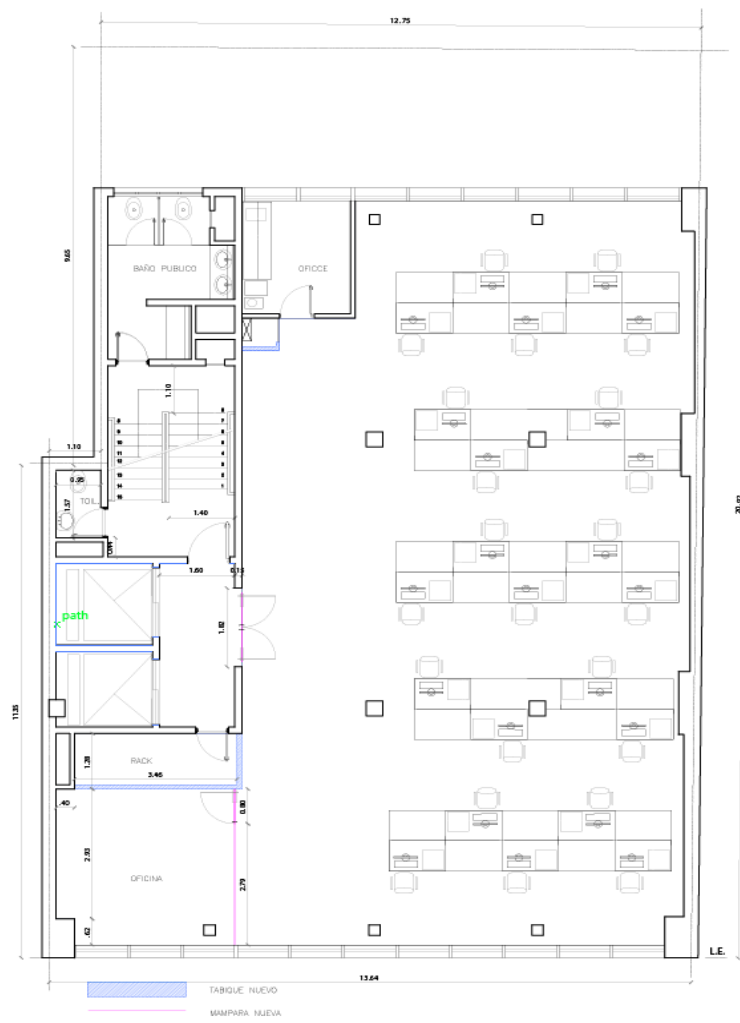 12.75
9.65
BAÑO PUBLICO
OFICCE
1.10
1.10
0.95
TOIL.
1.57
1.40
1.60
0.15
path
1.82
11.35
RACK
1.28
3.46
.40
0.80
2.93
OFICINA
2.79
.62
L.E.
13.64
TABIQUE NUEVO
MAMPARA NUEVA